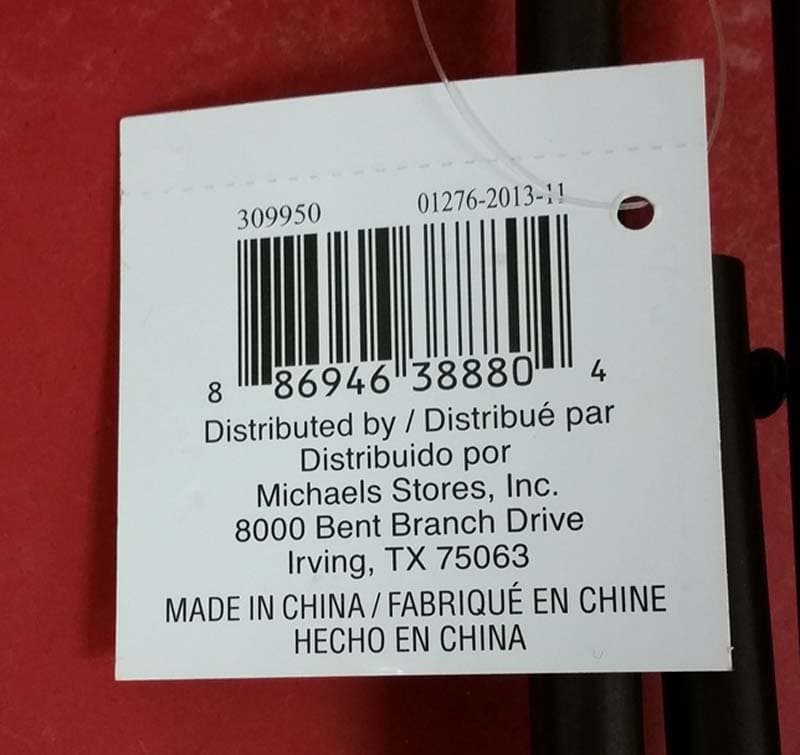 309950 01276-2013-11
8 86946 38880 4
Distributed by / Distribué par
Distribuido por
Michaels Stores, Inc.
8000 Bent Branch Drive
Irving, TX 75063
MADE IN CHINA / FABRIQUÉ EN CHINE
HECHO EN CHINA